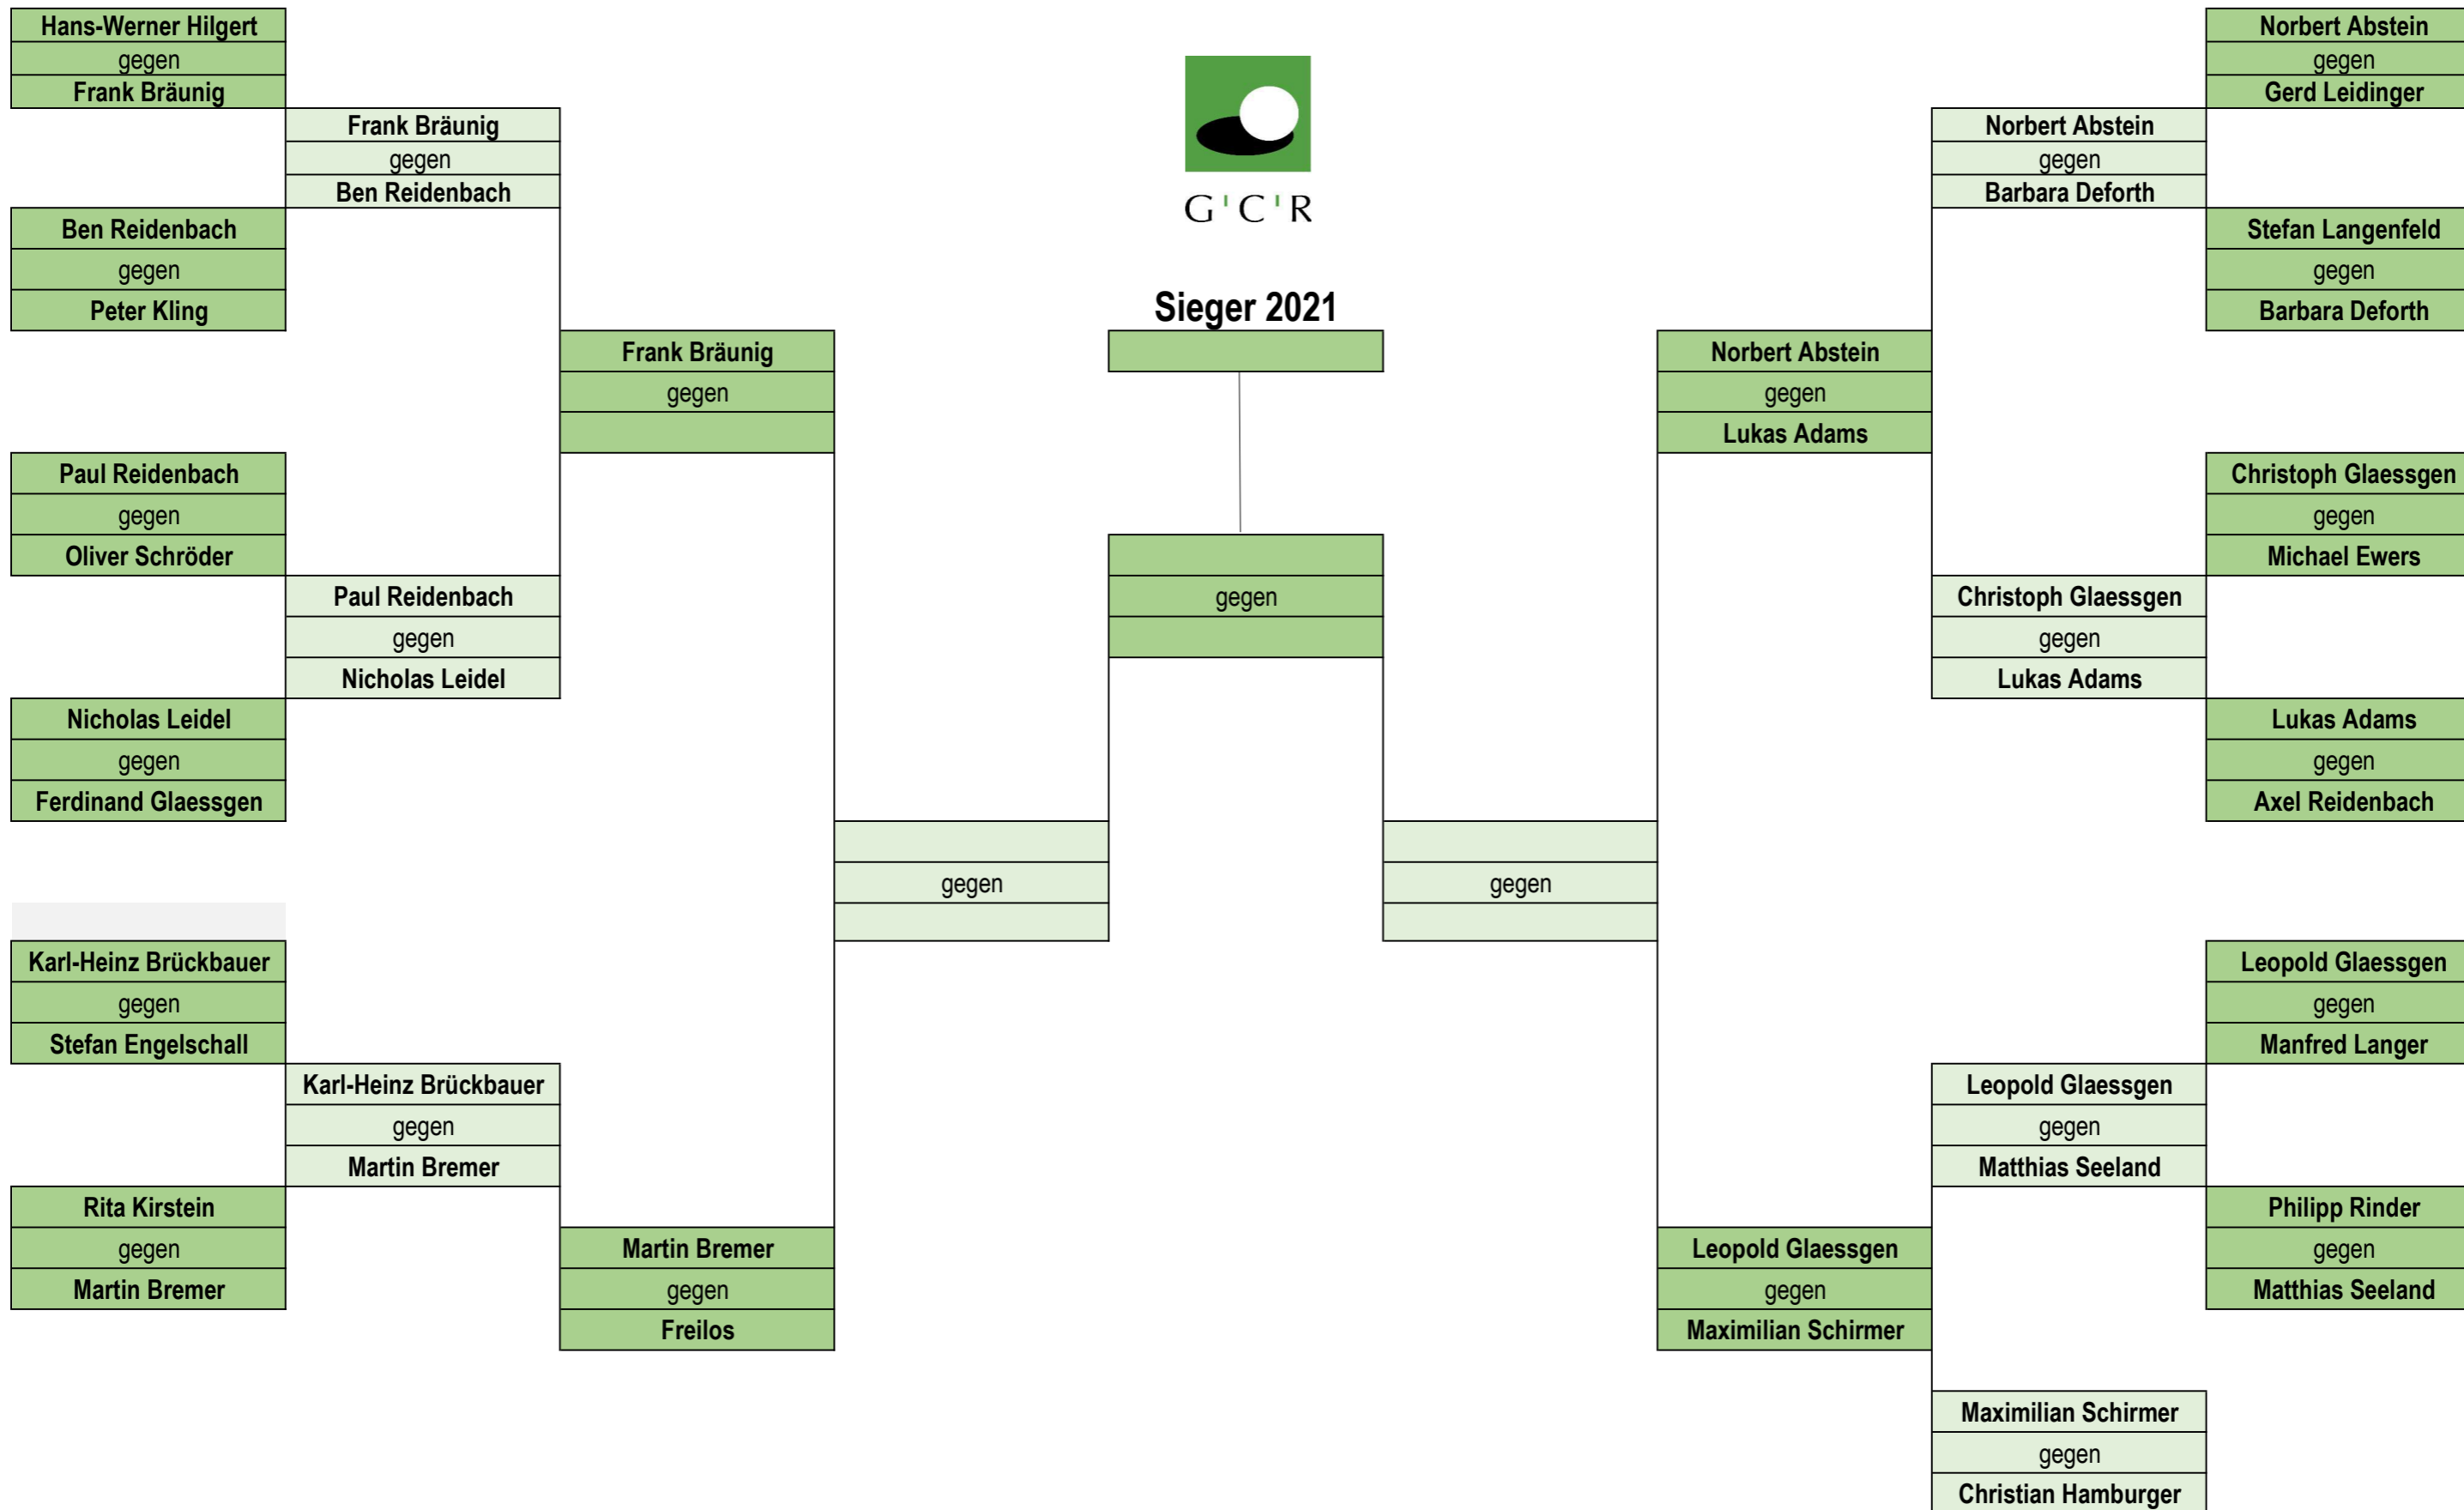 Hans-Werner Hilgert
gegen
Frank Bräunig
Ben Reidenbach
gegen
Peter Kling
Paul Reidenbach
gegen
Oliver Schröder
Nicholas Leidel
gegen
Ferdinand Glaessgen
Karl-Heinz Brückbauer
gegen
Stefan Engelschall
Rita Kirstein
gegen
Martin Bremer
Frank Bräunig
gegen
Ben Reidenbach
Paul Reidenbach
gegen
Nicholas Leidel
Karl-Heinz Brückbauer
gegen
Martin Bremer
Frank Bräunig
gegen
Martin Bremer
gegen
Freilos
gegen
G'C'R
Sieger 2021
gegen
gegen
Norbert Abstein
gegen
Lukas Adams
Leopold Glaessgen
gegen
Maximilian Schirmer
Norbert Abstein
gegen
Barbara Deforth
Christoph Glaessgen
gegen
Lukas Adams
Leopold Glaessgen
gegen
Matthias Seeland
Maximilian Schirmer
gegen
Christian Hamburger
Norbert Abstein
gegen
Gerd Leidinger
Stefan Langenfeld
gegen
Barbara Deforth
Christoph Glaessgen
gegen
Michael Ewers
Lukas Adams
gegen
Axel Reidenbach
Leopold Glaessgen
gegen
Manfred Langer
Philipp Rinder
gegen
Matthias Seeland